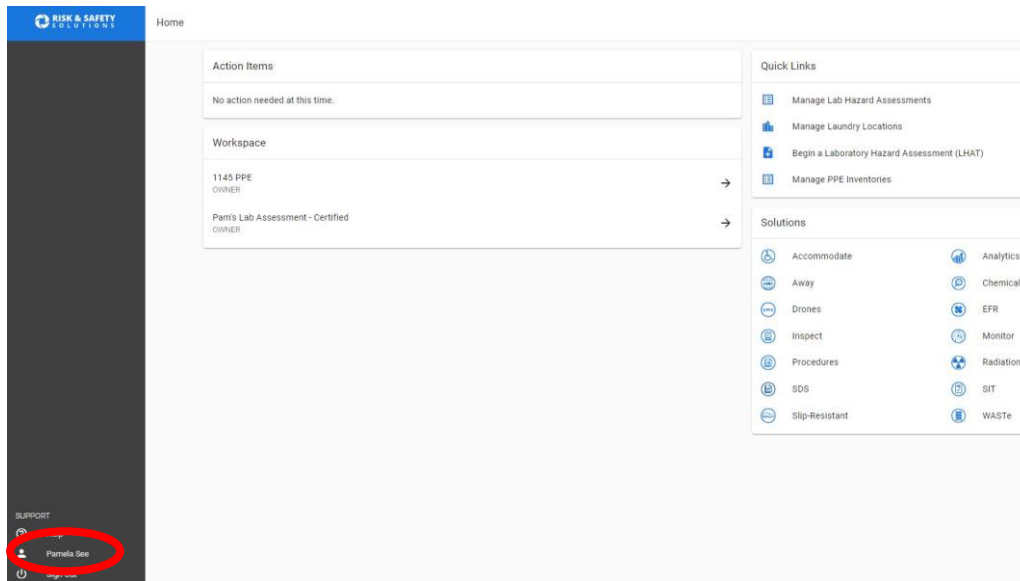 RISK & SAFETY
SOLUTIONS
Home
Action Items
No action needed at this time.
Workspace
1145 PPE
OWNER
Pam's Lab Assessment - Certified
OWNER
Quick Links
Manage Lab Hazard Assessments
Manage Laundry Locations
Begin a Laboratory Hazard Assessment (LHAT)
Manage PPE Inventories
Solutions
Accommodate
Analytics
Away
Chemical
Drones
EFR
Inspect
Monitor
Procedures
Radiation
SDS
SIT
Slip-Resistant
WASTe
SUPPORT
Help
Pamela See
Sign Out